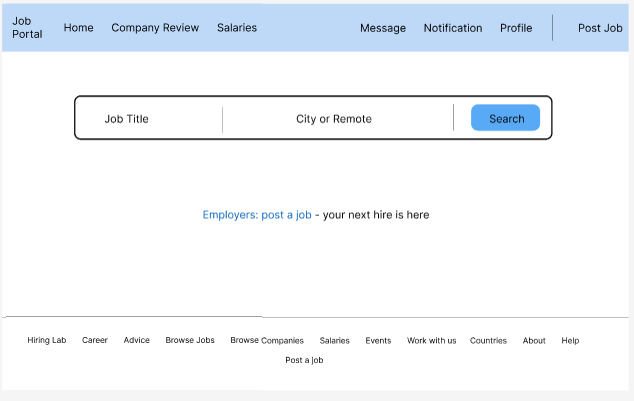 Job Portal Home Company Review Salaries Message Notification Profile Post Job
Job Title City or Remote Search
Employers: post a job - your next hire is here
Hiring Lab Career Advice Browse Jobs Browse Companies Salaries Events Work with us Countries About Help
Post a job